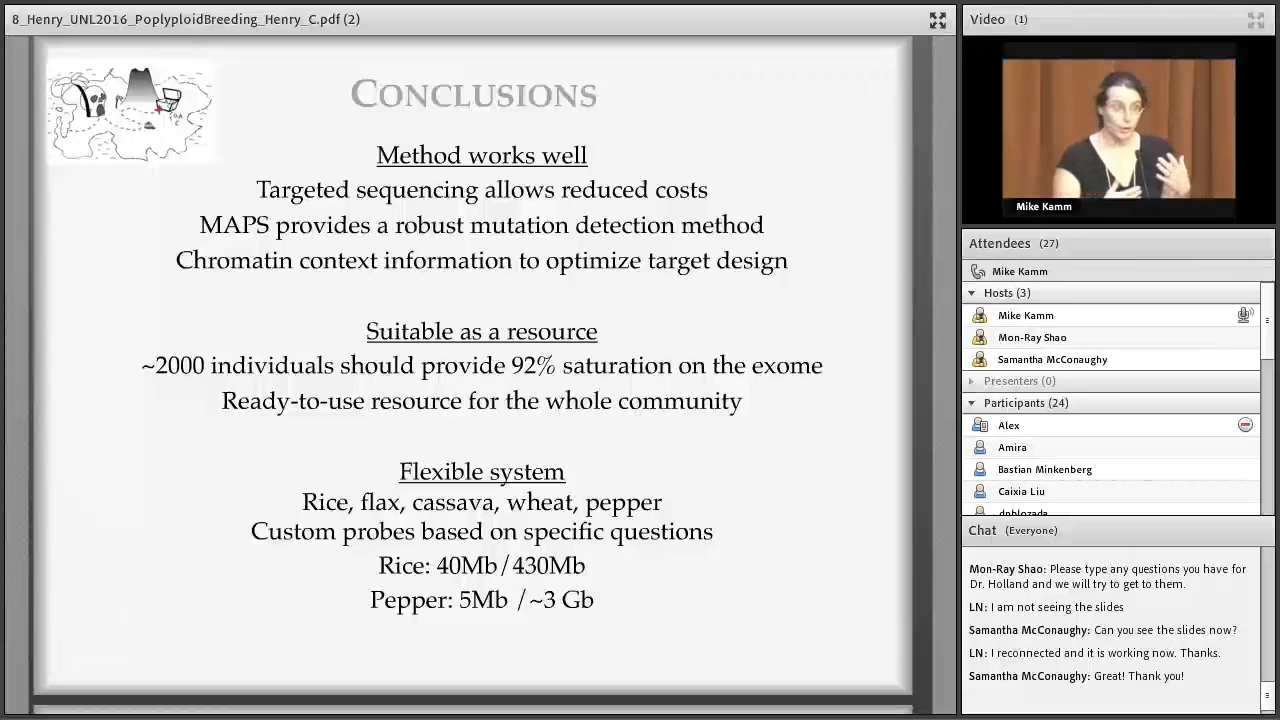 8_Henry_UNL2016_PoplyploidBreeding_Henry_C.pdf (2)
CONCLUSIONS
Method works well
Targeted sequencing allows reduced costs
MAPS provides a robust mutation detection method
Chromatin context information to optimize target design
Suitable as a resource
~2000 individuals should provide 92% saturation on the exome
Ready-to-use resource for the whole community
Flexible system
Rice, flax, cassava, wheat, pepper
Custom probes based on specific questions
Rice: 40Mb/430Mb
Pepper: 5Mb /~3 Gb
Video (1)
Mike Kamm
Attendees (27)
Mike Kamm
Hosts (3)
Mike Kamm
Mon-Ray Shao
Samantha McConaughy
Presenters (0)
Participants (24)
Alex
Amira
Bastian Minkenberg
Caixia Liu
Chat (Everyone)
Mon-Ray Shao: Please type any questions you have for
Dr. Holland and we will try to get to them.
LN: I am not seeing the slides
Samantha McConaughy: Can you see the slides now?
LN: I reconnected and it is working now. Thanks.
Samantha McConaughy: Great! Thank you!